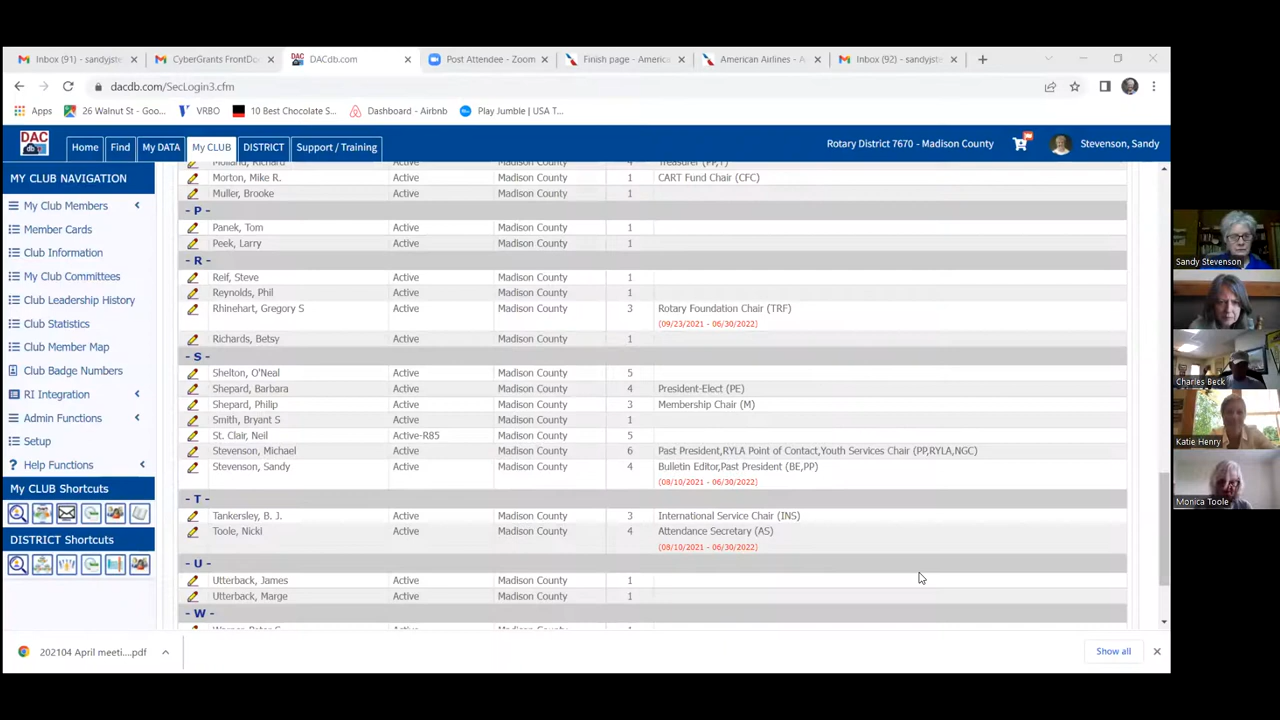 Inbox (91) - sandyjste
CyberGrants FrontDo
DACdb.com
Post Attendee - Zoom
Finish page - America
American Airlines - A
Inbox (92) - sandyjste
dacdb.com/SecLogin3.cfm
Apps
26 Walnut St - Goo...
VRBO
10 Best Chocolate S...
Dashboard - Airbnb
Play Jumble | USA T...
DAC
db
Home
Find
My DATA
My CLUB
DISTRICT
Support / Training
Rotary District 7670 - Madison County
Stevenson, Sandy
MY CLUB NAVIGATION
My Club Members
Member Cards
Club Information
My Club Committees
Club Leadership History
Club Statistics
Club Member Map
Club Badge Numbers
RI Integration
Admin Functions
Setup
Help Functions
My CLUB Shortcuts
DISTRICT Shortcuts
Morton, Mike R. Active Madison County 1 CART Fund Chair (CFC)
Muller, Brooke Active Madison County 1
- P -
Panek, Tom Active Madison County 1
Peek, Larry Active Madison County 1
- R -
Reif, Steve Active Madison County 1
Reynolds, Phil Active Madison County 1
Rhinehart, Gregory S Active Madison County 3 Rotary Foundation Chair (TRF)
(09/23/2021 - 06/30/2022)
Richards, Betsy Active Madison County 1
- S -
Shelton, O'Neal Active Madison County 5
Shepard, Barbara Active Madison County 4 President-Elect (PE)
Shepard, Philip Active Madison County 3 Membership Chair (M)
Smith, Bryant S Active Madison County 1
St. Clair, Neil Active-R85 Madison County 5
Stevenson, Michael Active Madison County 6 Past President,RYLA Point of Contact,Youth Services Chair (PP,RYLA,NGC)
Stevenson, Sandy Active Madison County 4 Bulletin Editor,Past President (BE,PP)
(08/10/2021 - 06/30/2022)
- T -
Tankersley, B. J. Active Madison County 3 International Service Chair (INS)
Toole, Nicki Active Madison County 4 Attendance Secretary (AS)
(08/10/2021 - 06/30/2022)
- U -
Utterback, James Active Madison County 1
Utterback, Marge Active Madison County 1
- W -
202104 April meeti....pdf
Show all
Sandy Stevenson
Charles Beck
Katie Henry
Monica Toole